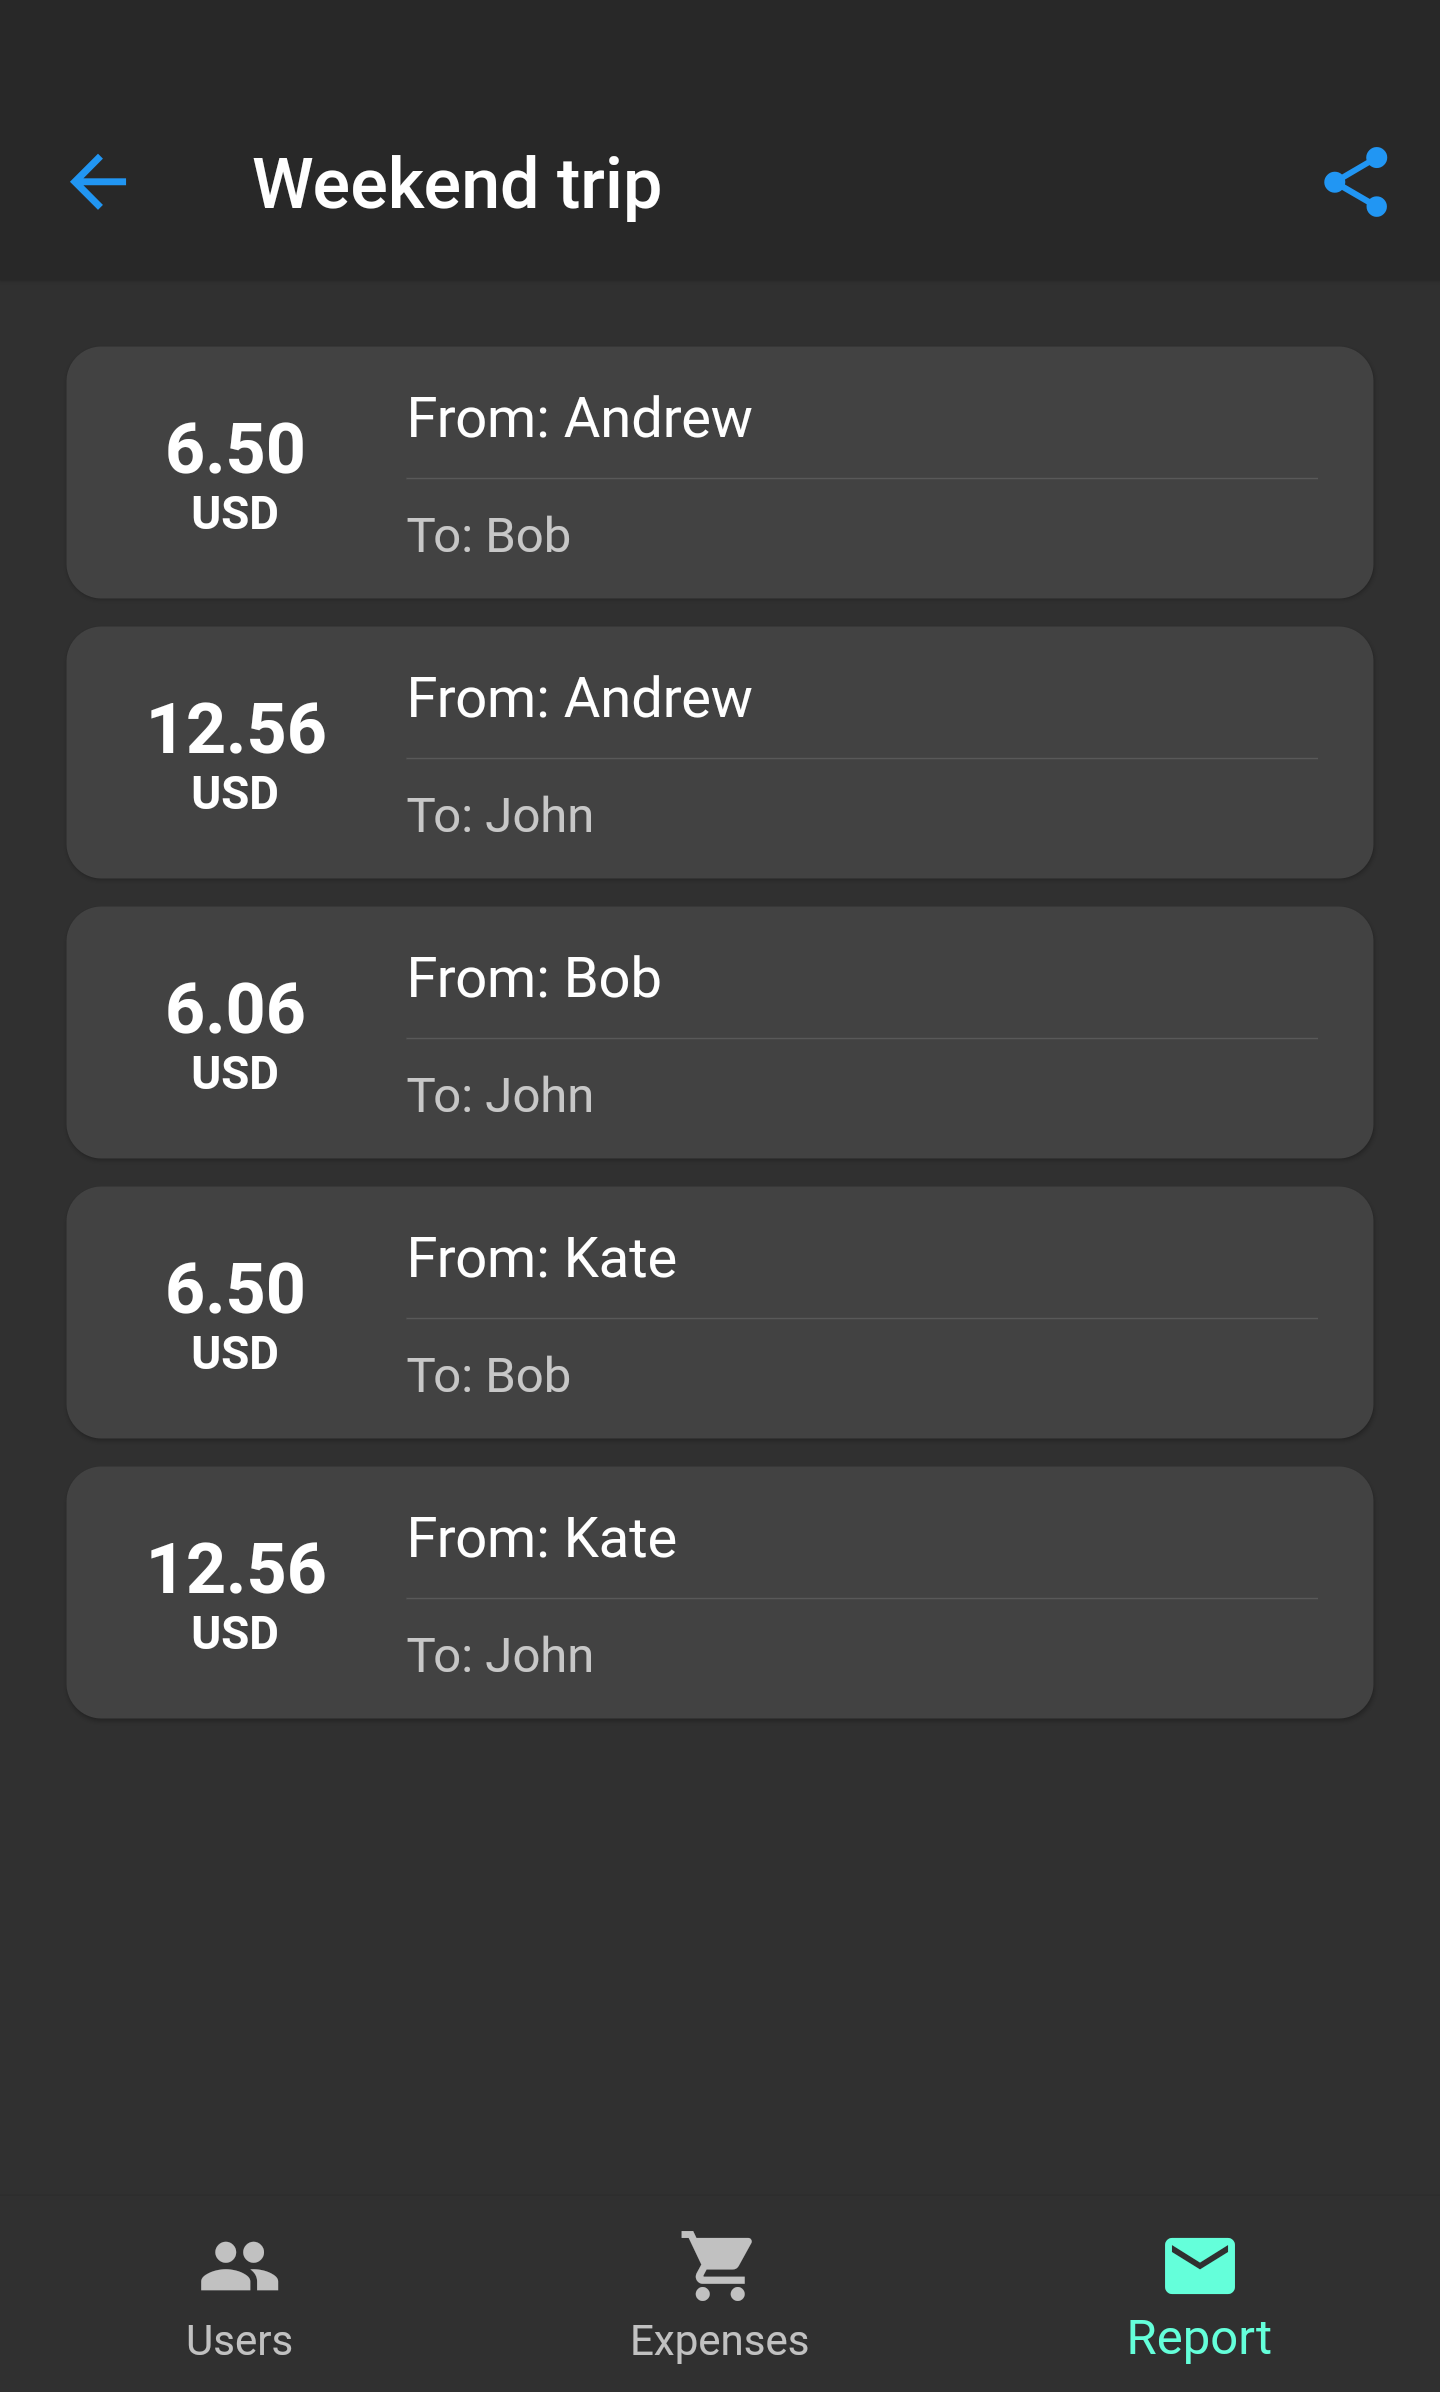 Weekend trip
6.50
USD
From: Andrew
To: Bob
12.56
USD
From: Andrew
To: John
6.06
USD
From: Bob
To: John
6.50
USD
From: Kate
To: Bob
12.56
USD
From: Kate
To: John
Users
Expenses
Report